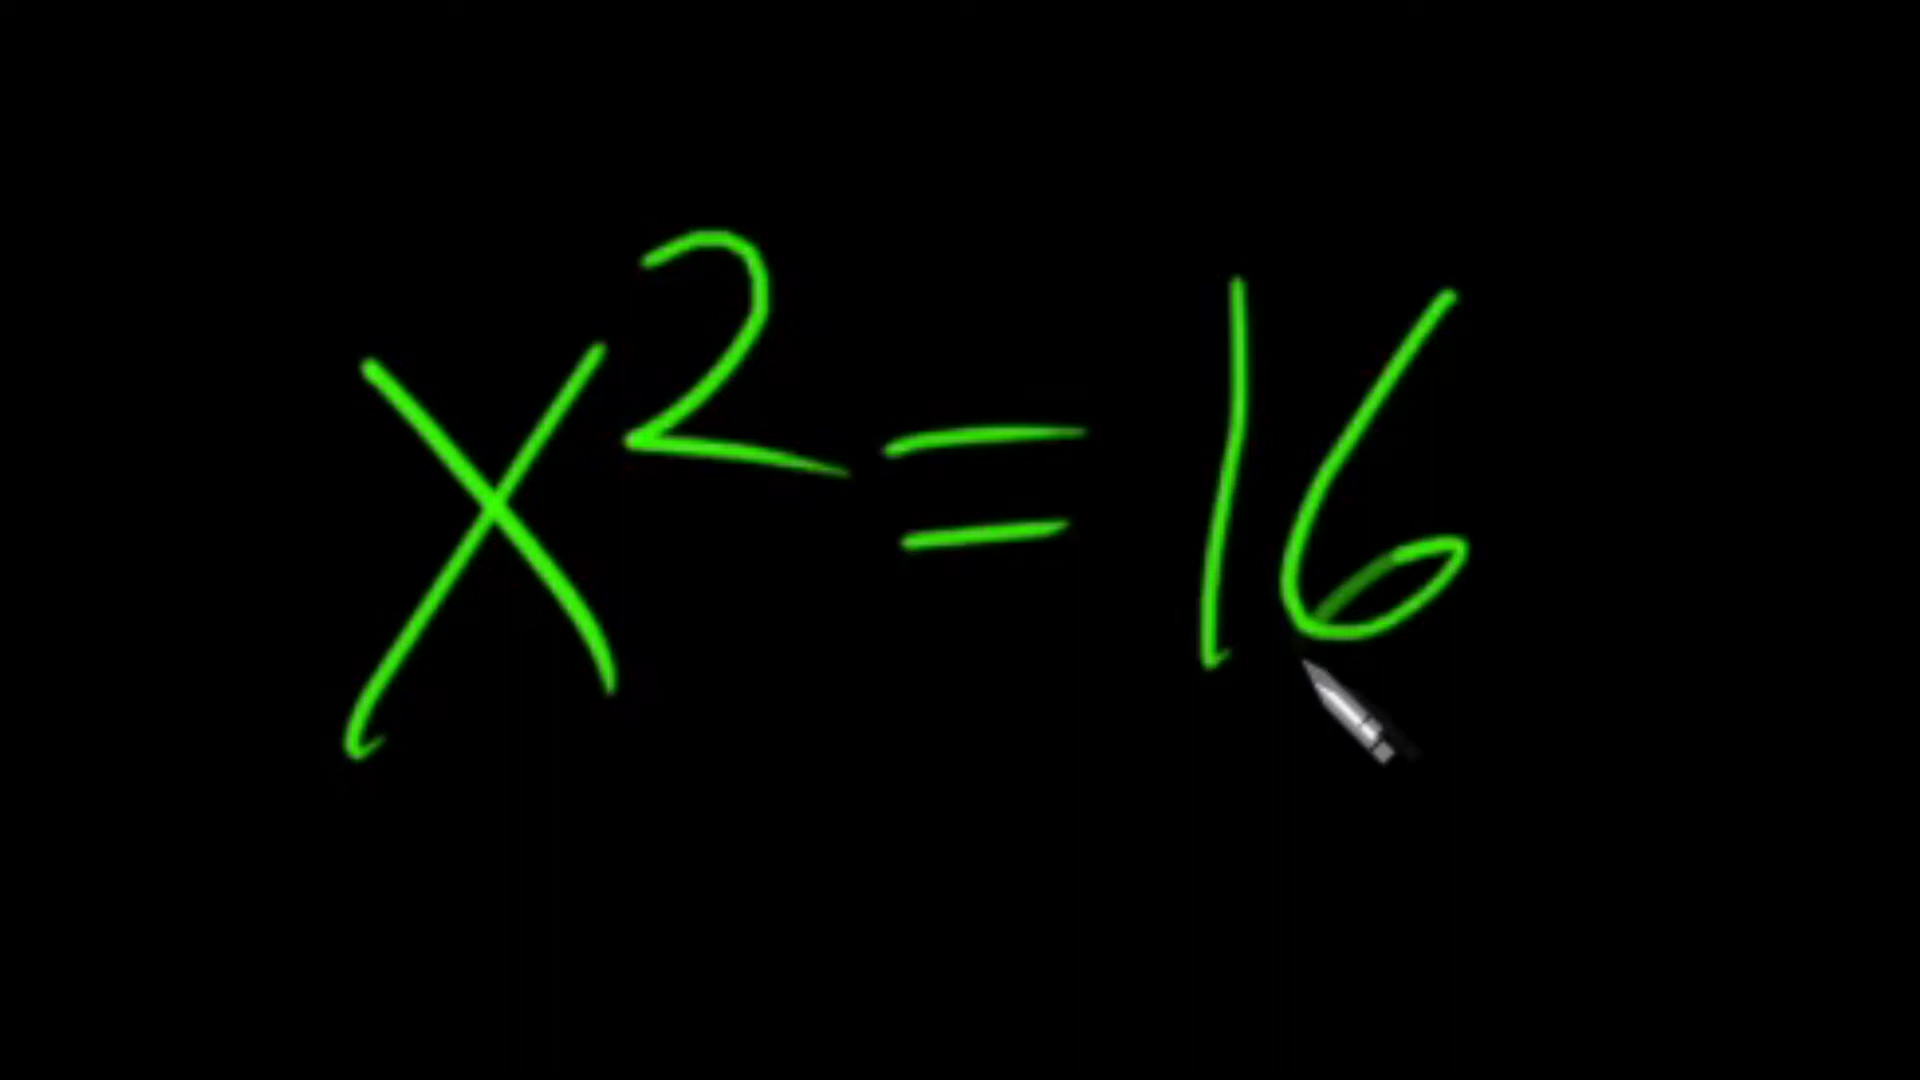 x² = 16